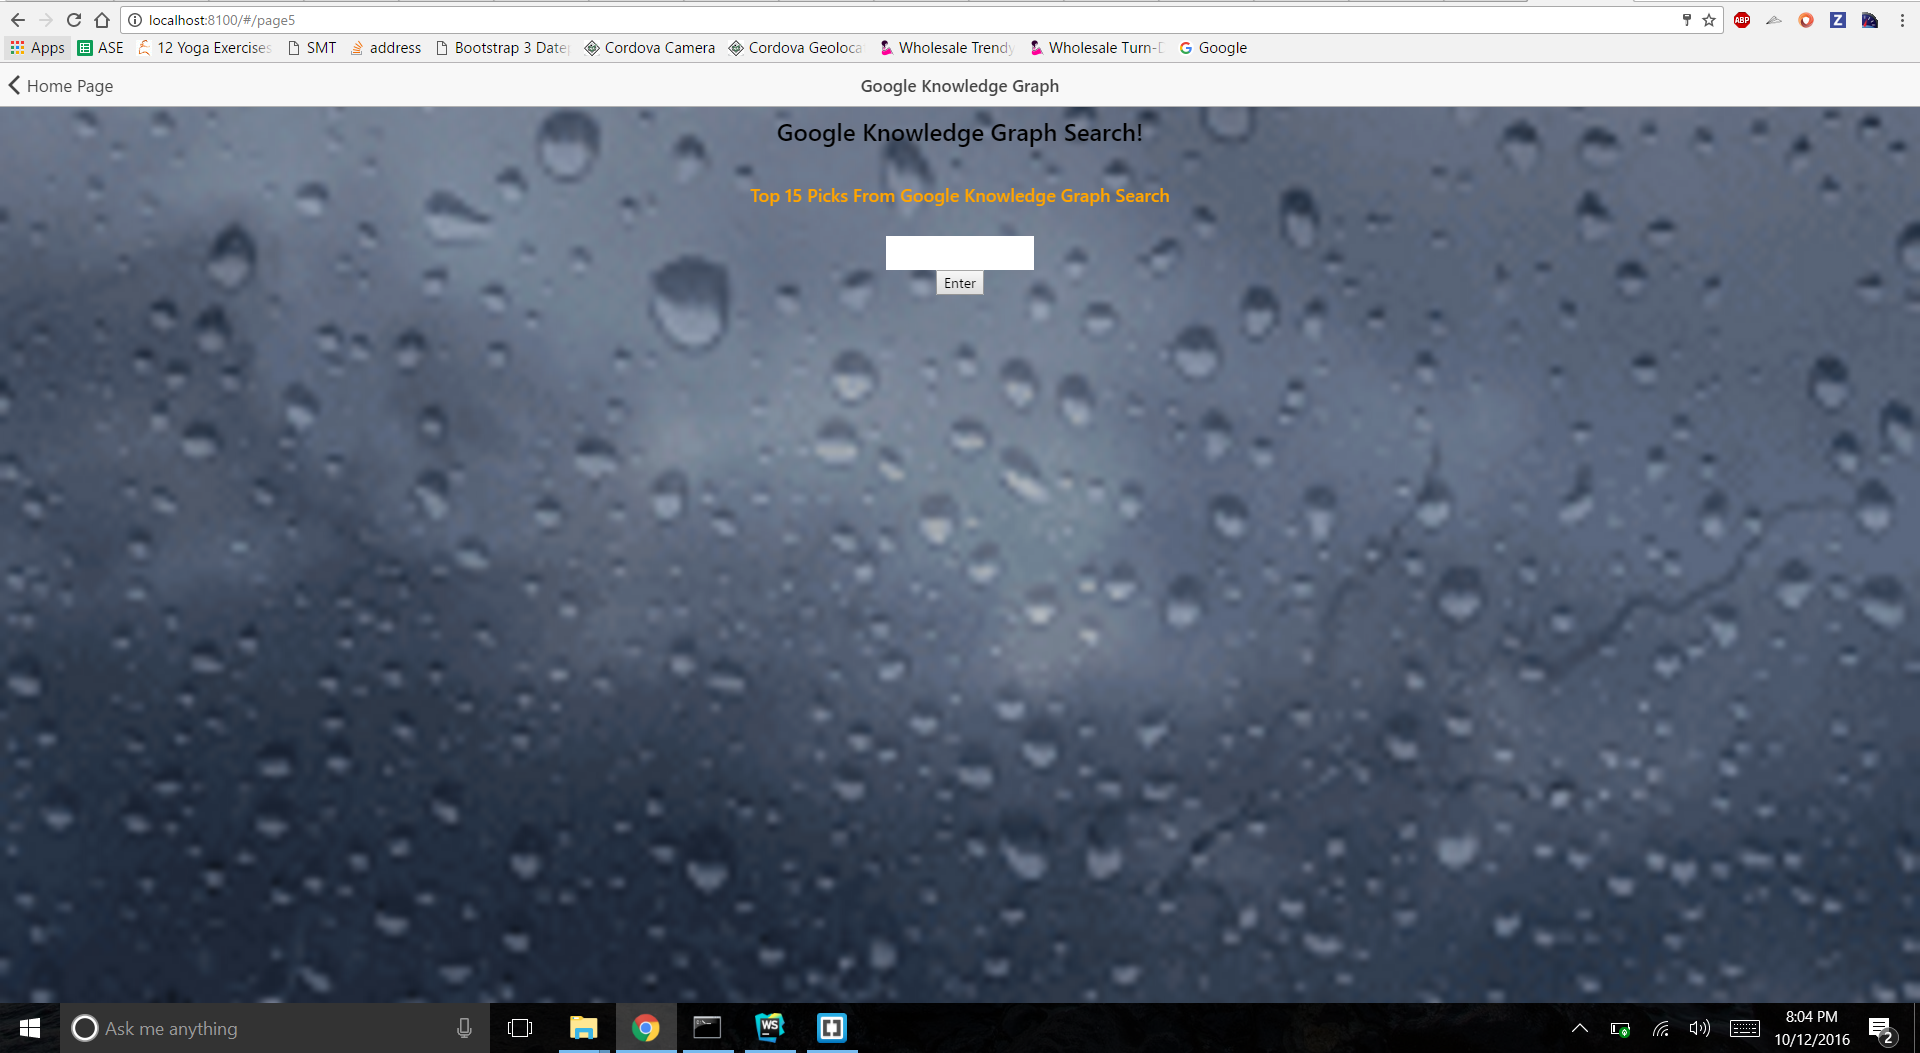 localhost:8100/#/page5
ABP
Z
Apps
ASE
12 Yoga Exercises
SMT
address
Bootstrap 3 Date
Cordova Camera
Cordova Geoloca
Wholesale Trendy
Wholesale Turn-D
Google
Home Page
Google Knowledge Graph
Google Knowledge Graph Search!
Top 15 Picks From Google Knowledge Graph Search
Enter
Ask me anything
WS
8:04 PM
10/12/2016
2